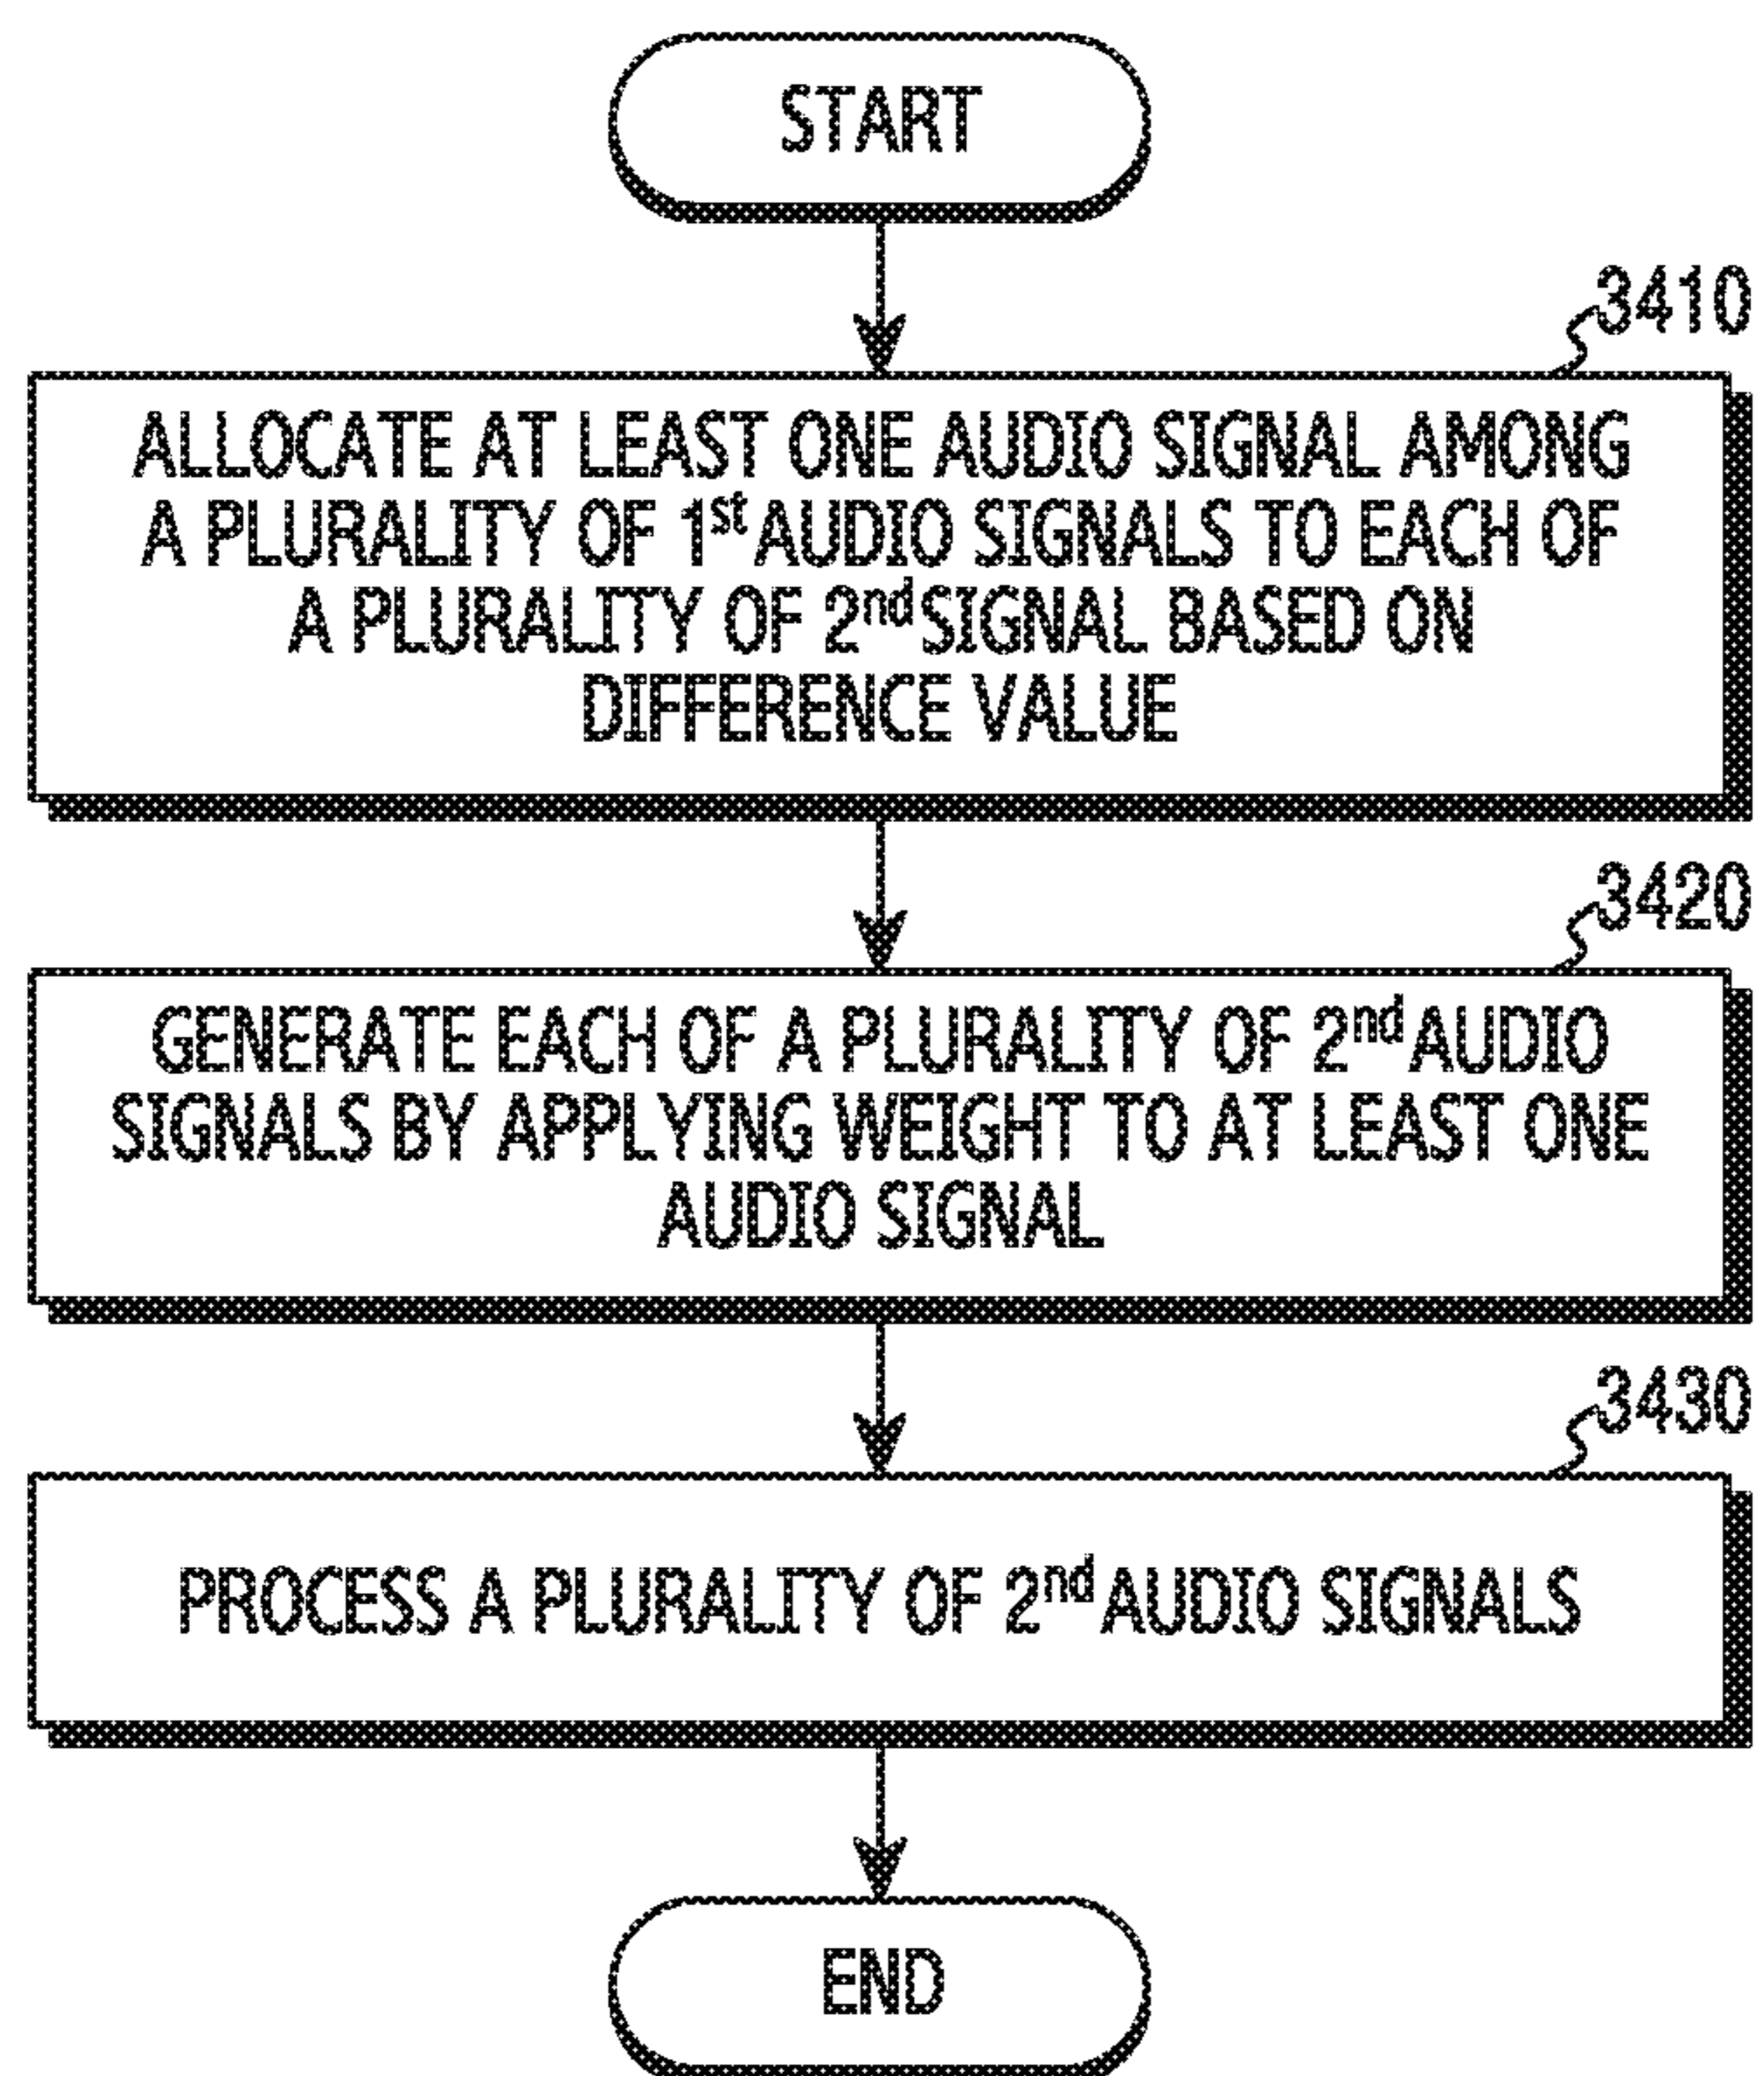 START
3410
ALLOCATE AT LEAST ONE AUDIO SIGNAL AMONG
A PLURALITY OF 1st AUDIO SIGNALS TO EACH OF
A PLURALITY OF 2nd SIGNAL BASED ON
DIFFERENCE VALUE
3420
GENERATE EACH OF A PLURALITY OF 2nd AUDIO
SIGNALS BY APPLYING WEIGHT TO AT LEAST ONE
AUDIO SIGNAL
3430
PROCESS A PLURALITY OF 2nd AUDIO SIGNALS
END